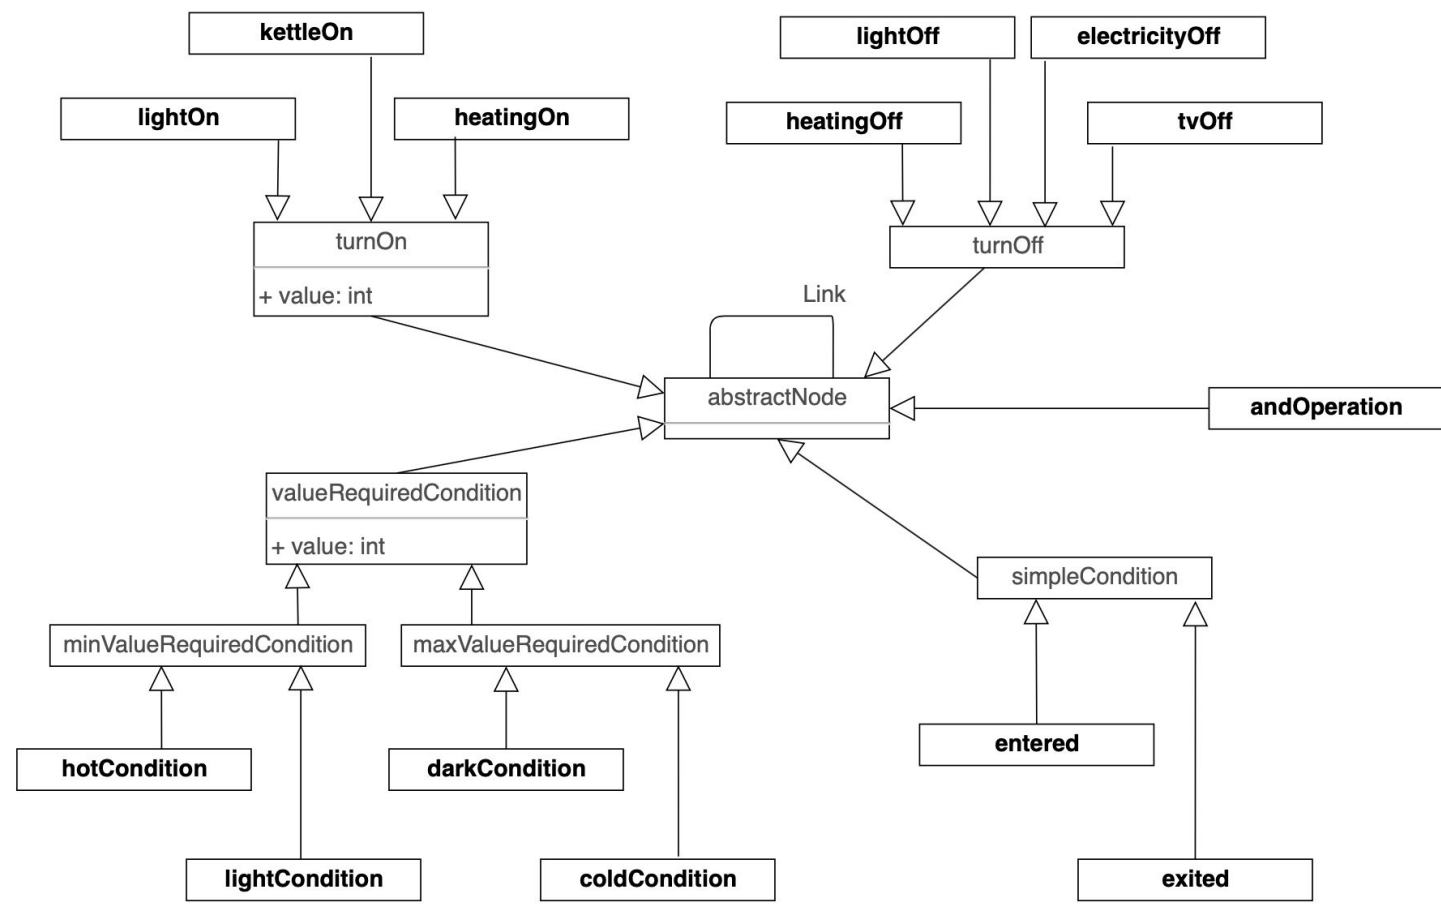 kettleOn
lightOff
electricityOff
lightOn
heatingOn
heatingOff
tvOff
turnOn
+ value: int
turnOff
Link
abstractNode
andOperation
valueRequiredCondition
+ value: int
simpleCondition
minValueRequiredCondition
maxValueRequiredCondition
entered
hotCondition
darkCondition
lightCondition
coldCondition
exited